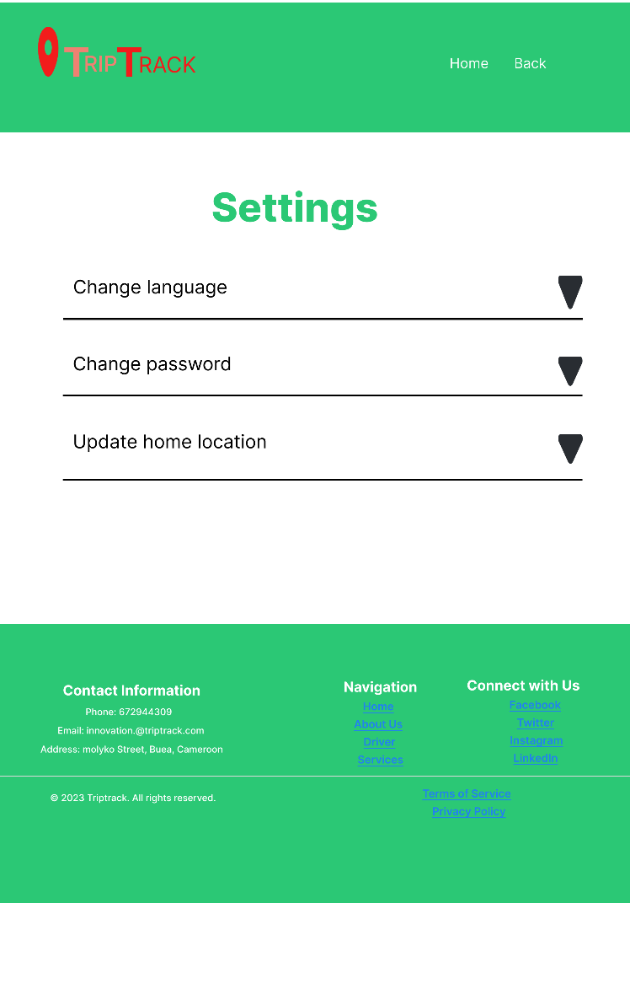 TRIPTRACK
Home Back
Settings
Change language
Change password
Update home location
Contact Information
Phone: 672944309
Email: innovation.@triptrack.com
Address: molyko Street, Buea, Cameroon
Navigation
Home
About Us
Driver
Services
Connect with Us
Facebook
Twitter
Instagram
LinkedIn
© 2023 Triptrack. All rights reserved.
Terms of Service
Privacy Policy